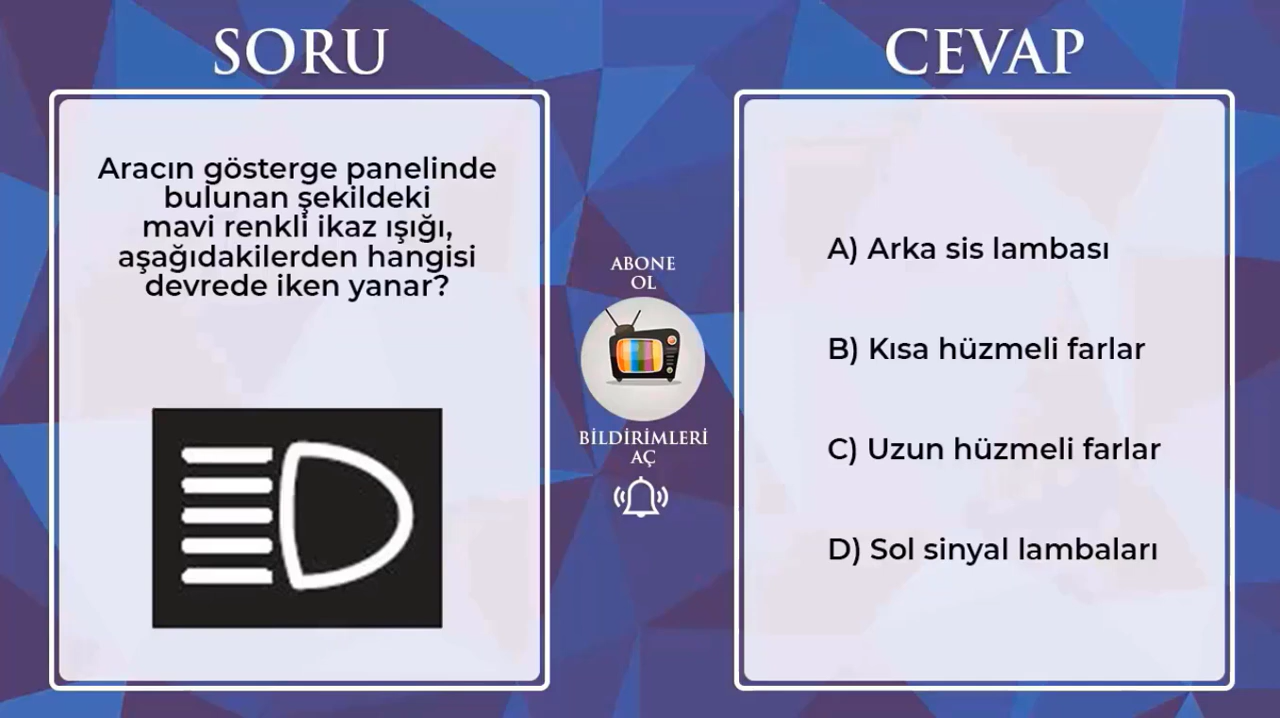 SORU
Aracın gösterge panelinde
bulunan şekildeki
mavi renkli ikaz ışığı,
aşağıdakilerden hangisi
devrede iken yanar?
ABONE
OL
BİLDİRİMLERİ
AÇ
CEVAP
A) Arka sis lambası
B) Kısa hüzmeli farlar
C) Uzun hüzmeli farlar
D) Sol sinyal lambaları